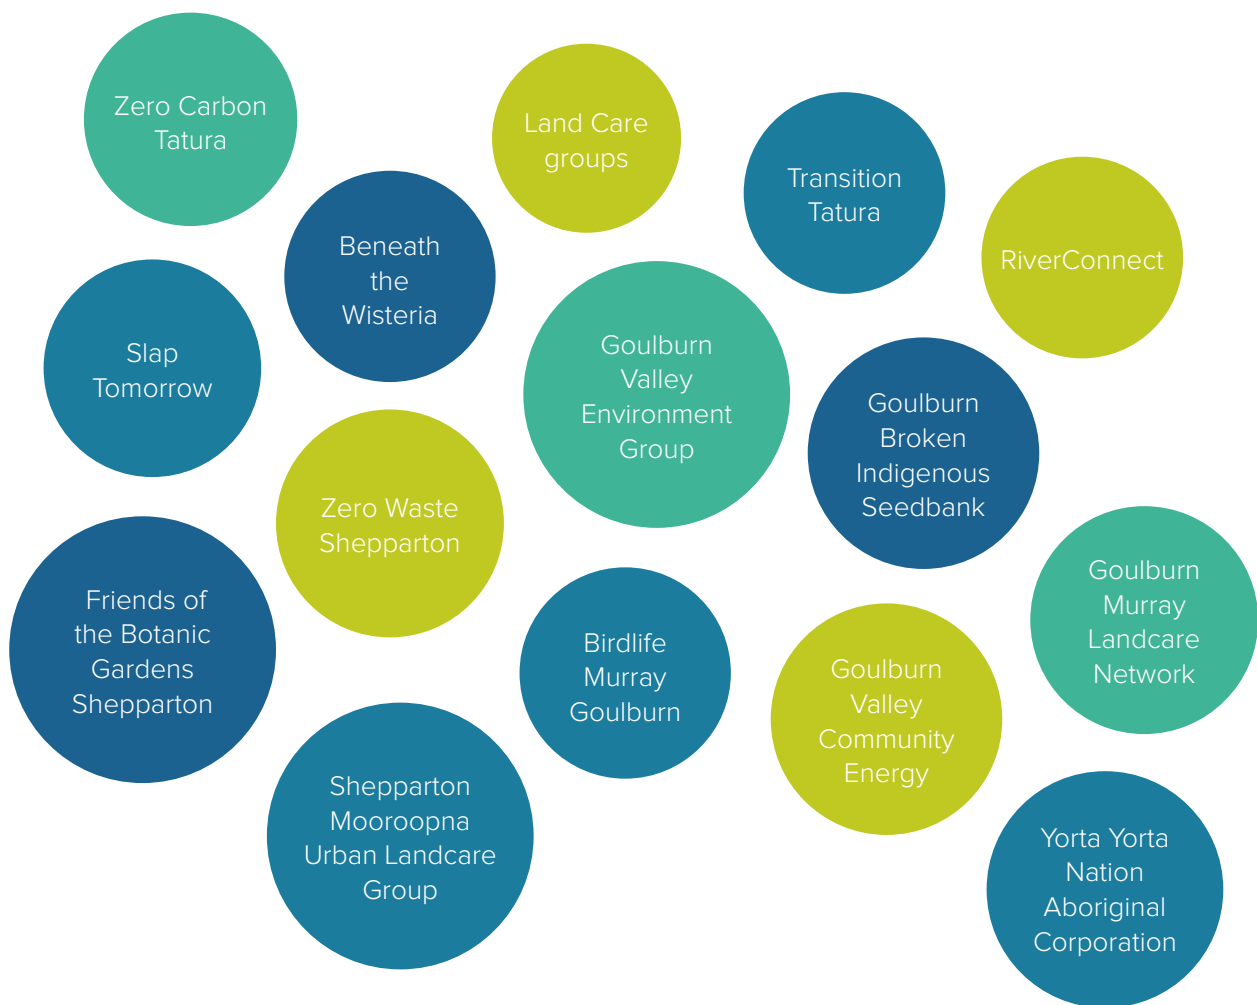 Zero Carbon
Tatura
Land Care
groups
Transition
Tatura
RiverConnect
Beneath
the
Wisteria
Slap
Tomorrow
Goulburn
Valley
Environment
Group
Goulburn
Broken
Indigenous
Seedbank
Zero Waste
Shepparton
Friends of
the Botanic
Gardens
Shepparton
Birdlife
Murray
Goulburn
Goulburn
Valley
Community
Energy
Goulburn
Murray
Landcare
Network
Shepparton
Mooroopna
Urban Landcare
Group
Yorta Yorta
Nation
Aboriginal
Corporation